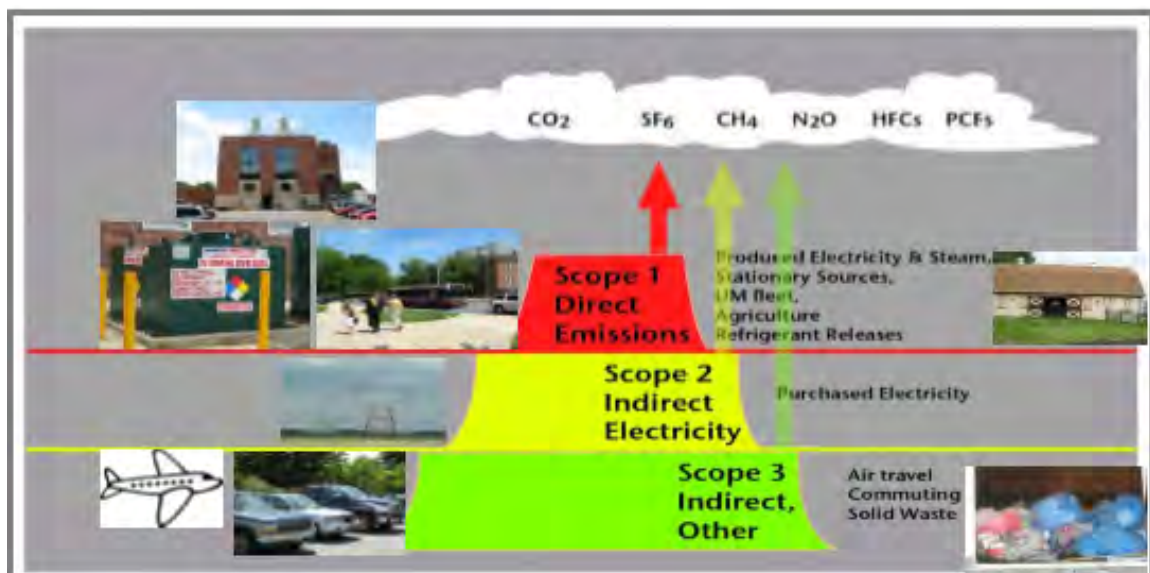 CO2 SF6 CH4 N2O HFCs PCFs
Scope 1
Direct
Emissions
Produced Electricity & Steam,
Stationary Sources,
UM fleet,
Agriculture
Refrigerant Releases
Scope 2
Indirect
Electricity
Purchased Electricity
Scope 3
Indirect,
Other
Air travel
Commuting
Solid Waste